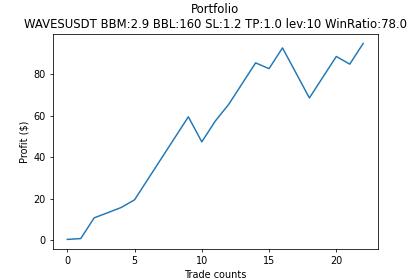 Portfolio
WAVESUSDT BBM:2.9 BBL:160 SL:1.2 TP:1.0 lev:10 WinRatio:78.0
80
60
40
20
0
Profit ($)
0 5 10 15 20
Trade counts